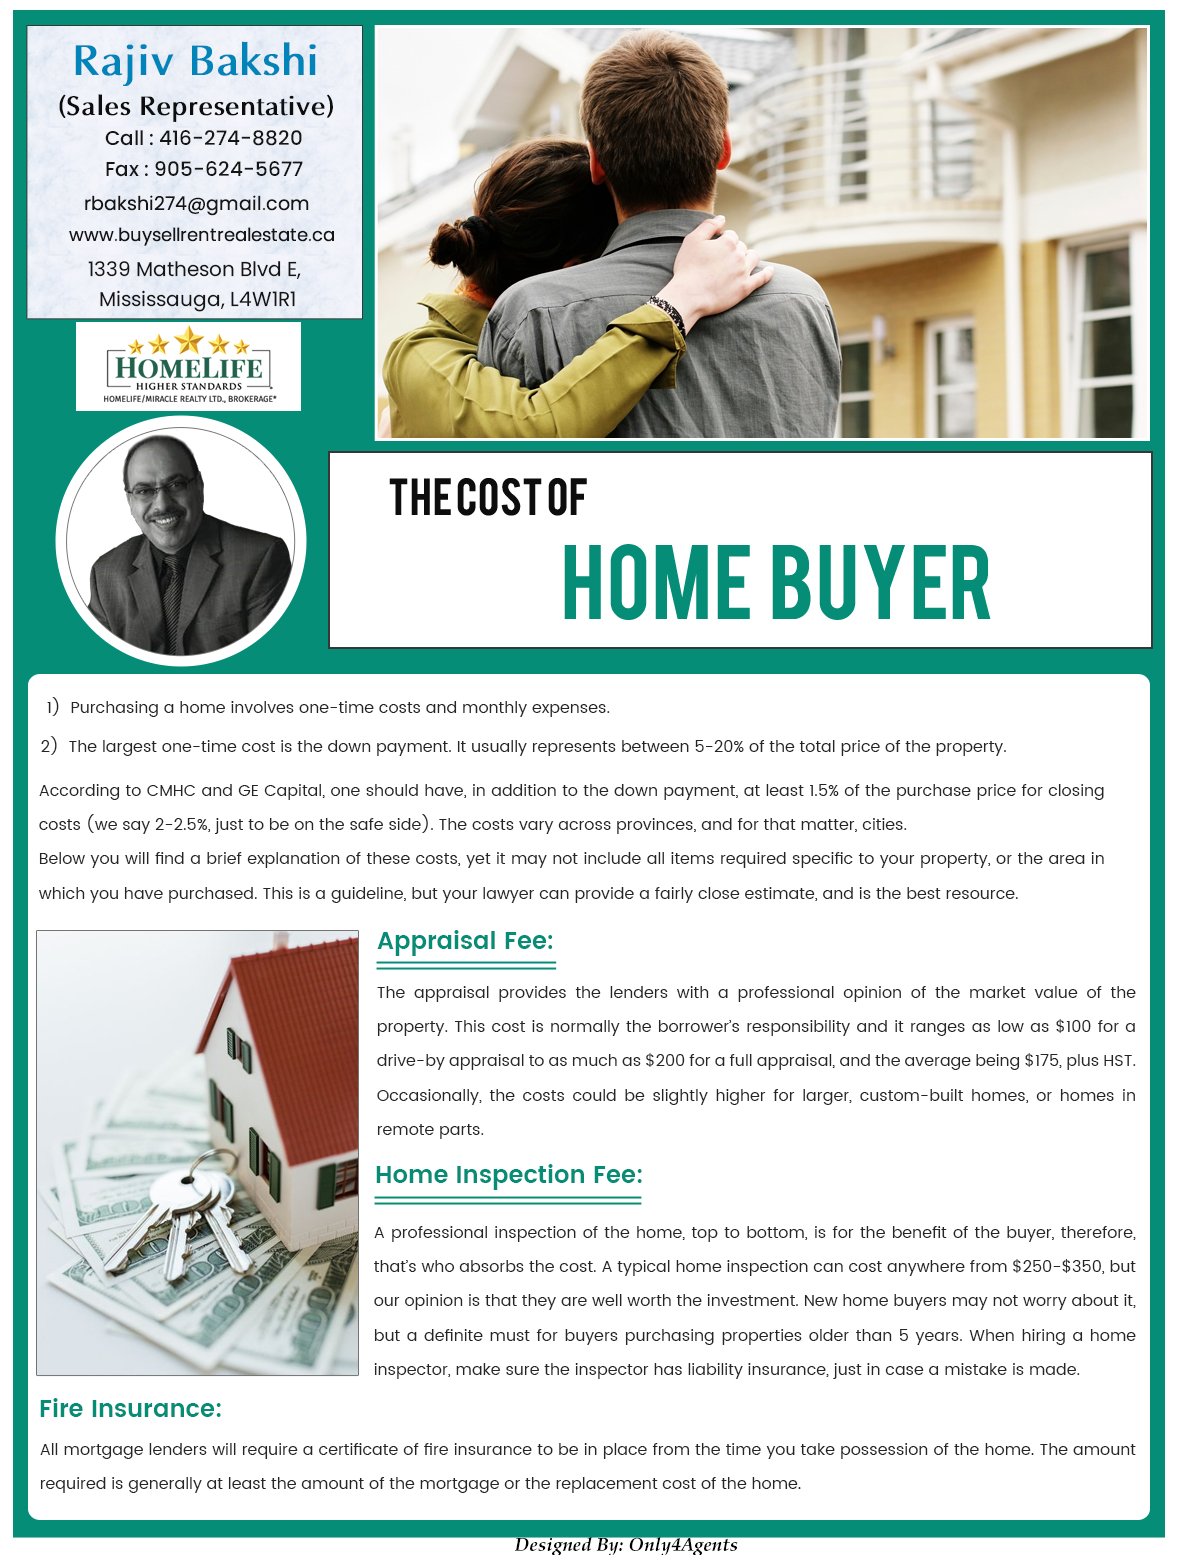 Rajiv Bakshi
(Sales Representative)
Call : 416-274-8820
Fax : 905-624-5677
rbakshi274@gmail.com
www.buysellrentrealestate.ca
1339 Matheson Blvd E,
Mississauga, L4W1R1
HOMELIFE
HIGHER STANDARDS
HOMELIFE/MIRACLE REALTY LTD., BROKERAGE*
THE COST OF
HOME BUYER
1) Purchasing a home involves one-time costs and monthly expenses.
2) The largest one-time cost is the down payment. It usually represents between 5-20% of the total price of the property.
According to CMHC and GE Capital, one should have, in addition to the down payment, at least 1.5% of the purchase price for closing
costs (we say 2-2.5%, just to be on the safe side). The costs vary across provinces, and for that matter, cities.
Below you will find a brief explanation of these costs, yet it may not include all items required specific to your property, or the area in
which you have purchased. This is a guideline, but your lawyer can provide a fairly close estimate, and is the best resource.
Appraisal Fee:
The appraisal provides the lenders with a professional opinion of the market value of the
property. This cost is normally the borrower's responsibility and it ranges as low as $100 for a
drive-by appraisal to as much as $200 for a full appraisal, and the average being $175, plus HST.
Occasionally, the costs could be slightly higher for larger, custom-built homes, or homes in
remote parts.
Home Inspection Fee:
A professional inspection of the home, top to bottom, is for the benefit of the buyer, therefore,
that's who absorbs the cost. A typical home inspection can cost anywhere from $250-$350, but
our opinion is that they are well worth the investment. New home buyers may not worry about it,
but a definite must for buyers purchasing properties older than 5 years. When hiring a home
inspector, make sure the inspector has liability insurance, just in case a mistake is made.
Fire Insurance:
All mortgage lenders will require a certificate of fire insurance to be in place from the time you take possession of the home. The amount
required is generally at least the amount of the mortgage or the replacement cost of the home.
Designed By: Only4Agents